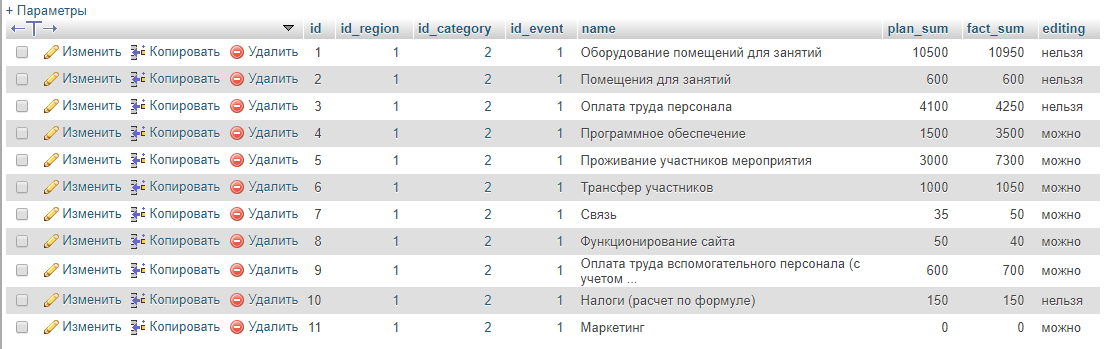 + Параметры
id id_region id_category id_event name plan_sum fact_sum editing
Изменить Копировать Удалить 1 1 2 1 Оборудование помещений для занятий 10500 10950 нельзя
Изменить Копировать Удалить 2 1 2 1 Помещения для занятий 600 600 нельзя
Изменить Копировать Удалить 3 1 2 1 Оплата труда персонала 4100 4250 нельзя
Изменить Копировать Удалить 4 1 2 1 Программное обеспечение 1500 3500 можно
Изменить Копировать Удалить 5 1 2 1 Проживание участников мероприятия 3000 7300 можно
Изменить Копировать Удалить 6 1 2 1 Трансфер участников 1000 1050 можно
Изменить Копировать Удалить 7 1 2 1 Связь 35 50 можно
Изменить Копировать Удалить 8 1 2 1 Функционирование сайта 50 40 можно
Изменить Копировать Удалить 9 1 2 1 Оплата труда вспомогательного персонала (с 600 700 можно
учетом ...
Изменить Копировать Удалить 10 1 2 1 Налоги (расчет по формуле) 150 150 нельзя
Изменить Копировать Удалить 11 1 2 1 Маркетинг 0 0 можно